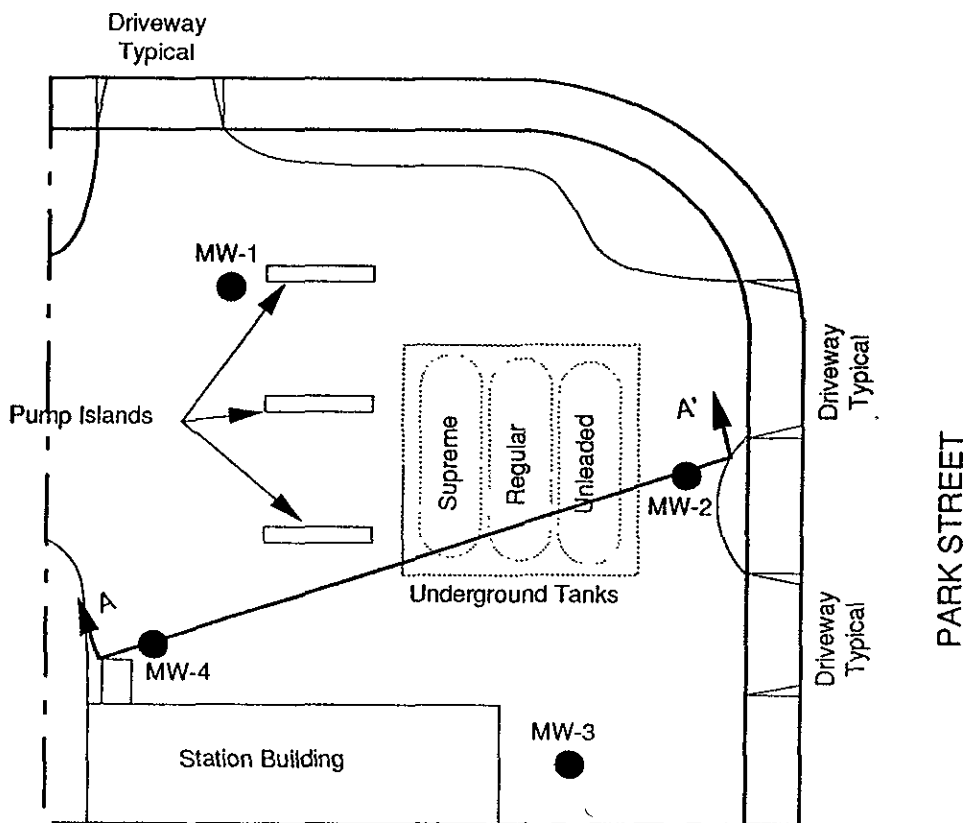 Driveway
Typical
MW-1
Pump Islands
Supreme
Regular
Unleaded
A'
MW-2
Driveway
Typical
PARK STREET
Underground Tanks
A
MW-4
Driveway
Typical
MW-3
Station Building